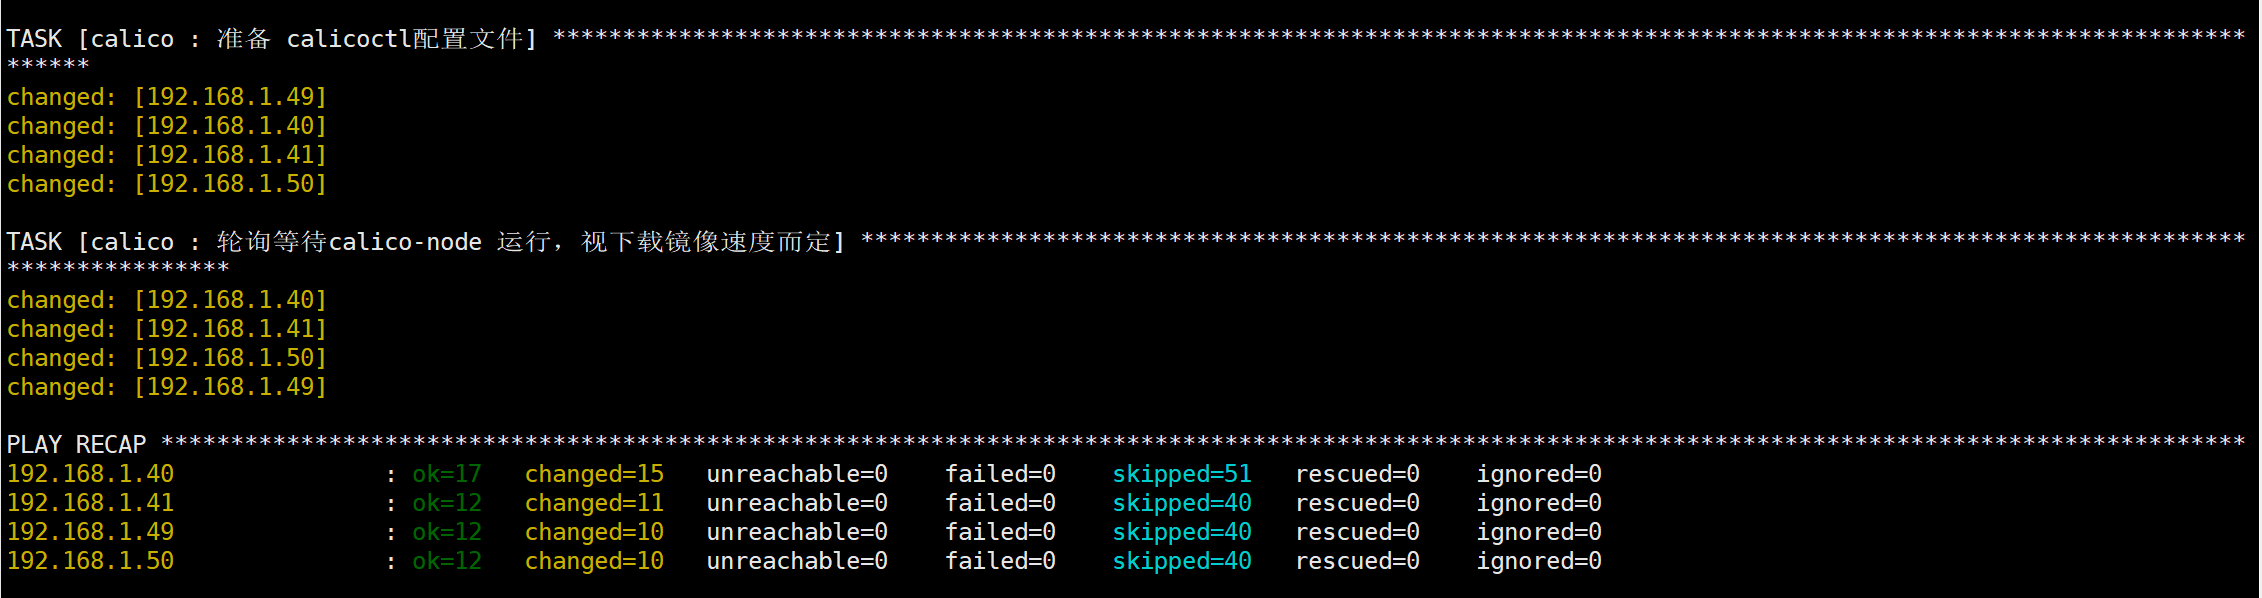 TASK [calico : 准备 calicoctl配置文件] *************************************************************************************************************************
******
changed: [192.168.1.49]
changed: [192.168.1.40]
changed: [192.168.1.41]
changed: [192.168.1.50]
TASK [calico : 轮询等待calico-node 运行，视下载镜像速度而定] ***************************************************************************************************
****************
changed: [192.168.1.40]
changed: [192.168.1.41]
changed: [192.168.1.50]
changed: [192.168.1.49]
PLAY RECAP *****************************************************************************************************************************************************
192.168.1.40               : ok=17   changed=15   unreachable=0    failed=0    skipped=51   rescued=0    ignored=0
192.168.1.41               : ok=12   changed=11   unreachable=0    failed=0    skipped=40   rescued=0    ignored=0
192.168.1.49               : ok=12   changed=10   unreachable=0    failed=0    skipped=40   rescued=0    ignored=0
192.168.1.50               : ok=12   changed=10   unreachable=0    failed=0    skipped=40   rescued=0    ignored=0